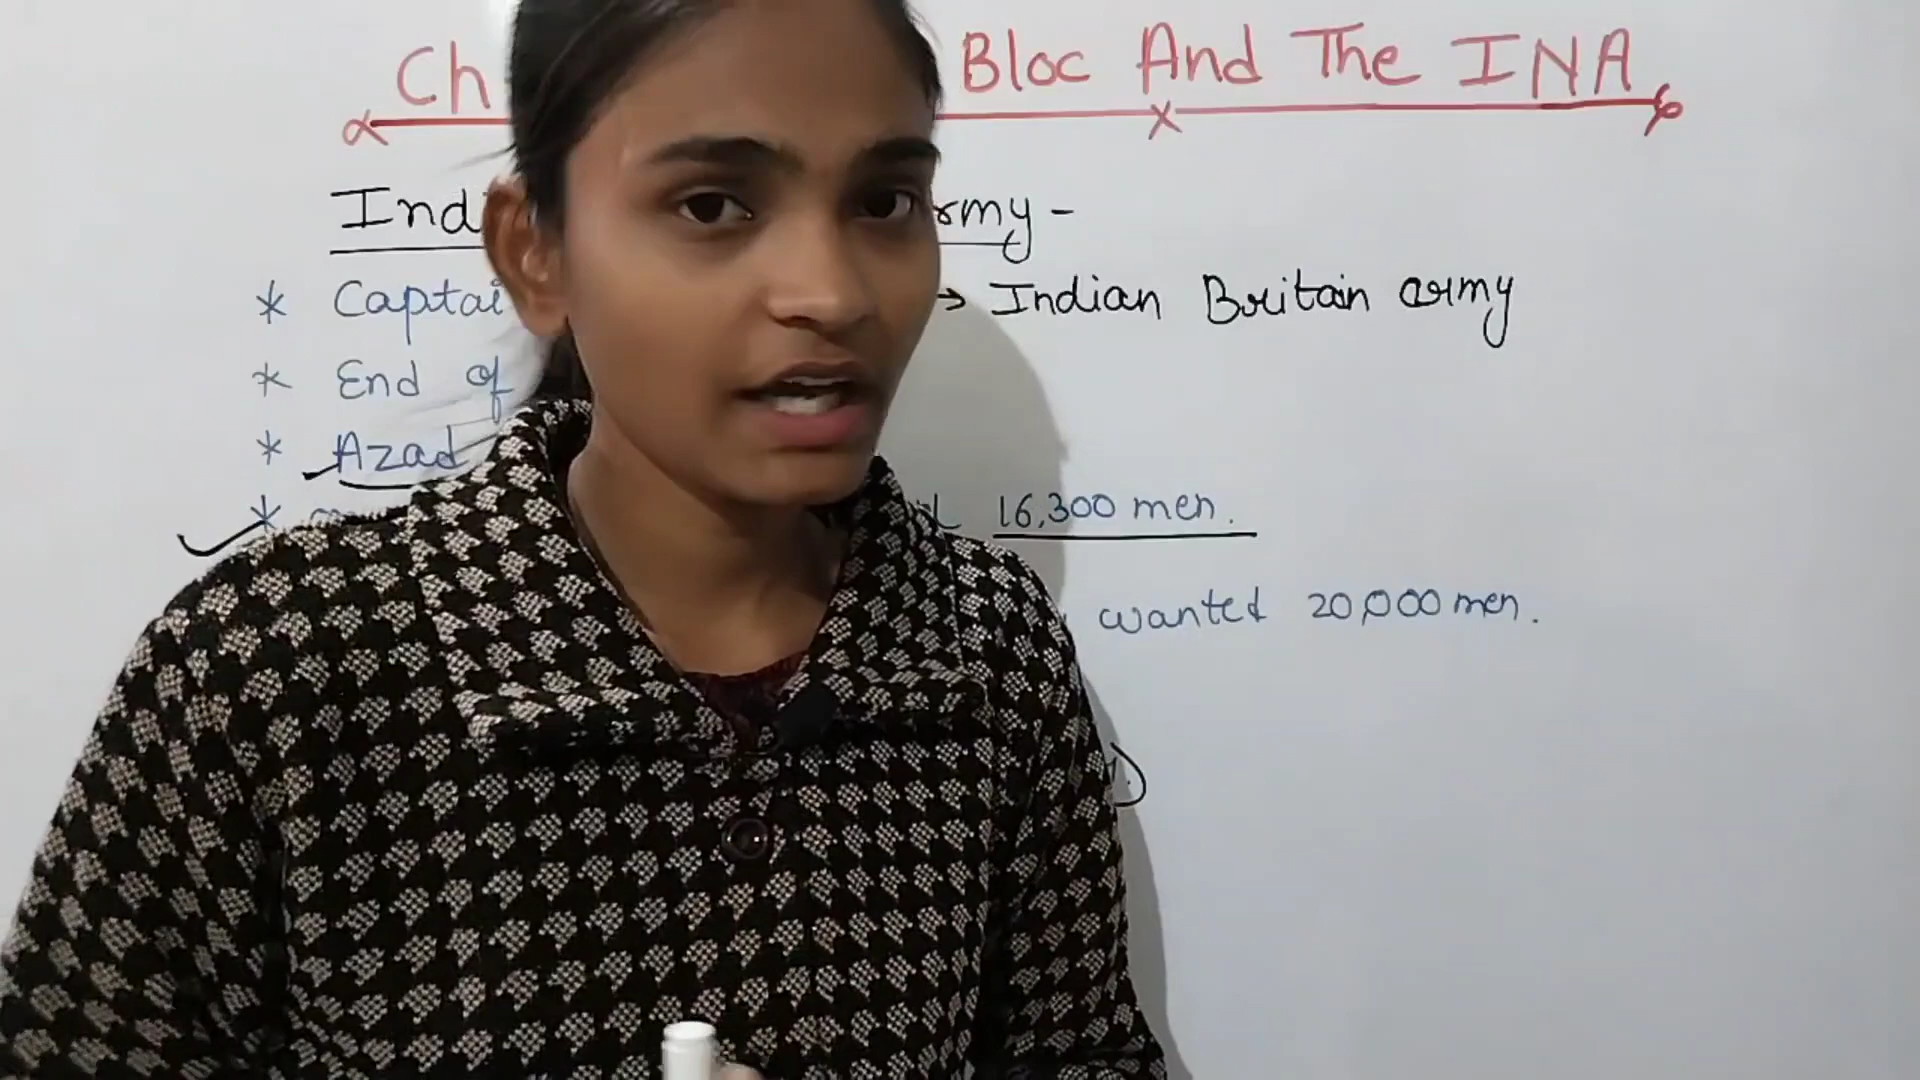 Ch Bloc And The INA
Ind rmy -
* Captai → Indian Britain army
* End of
* Azad
* 16,300 men.
wanted 20,000 men.